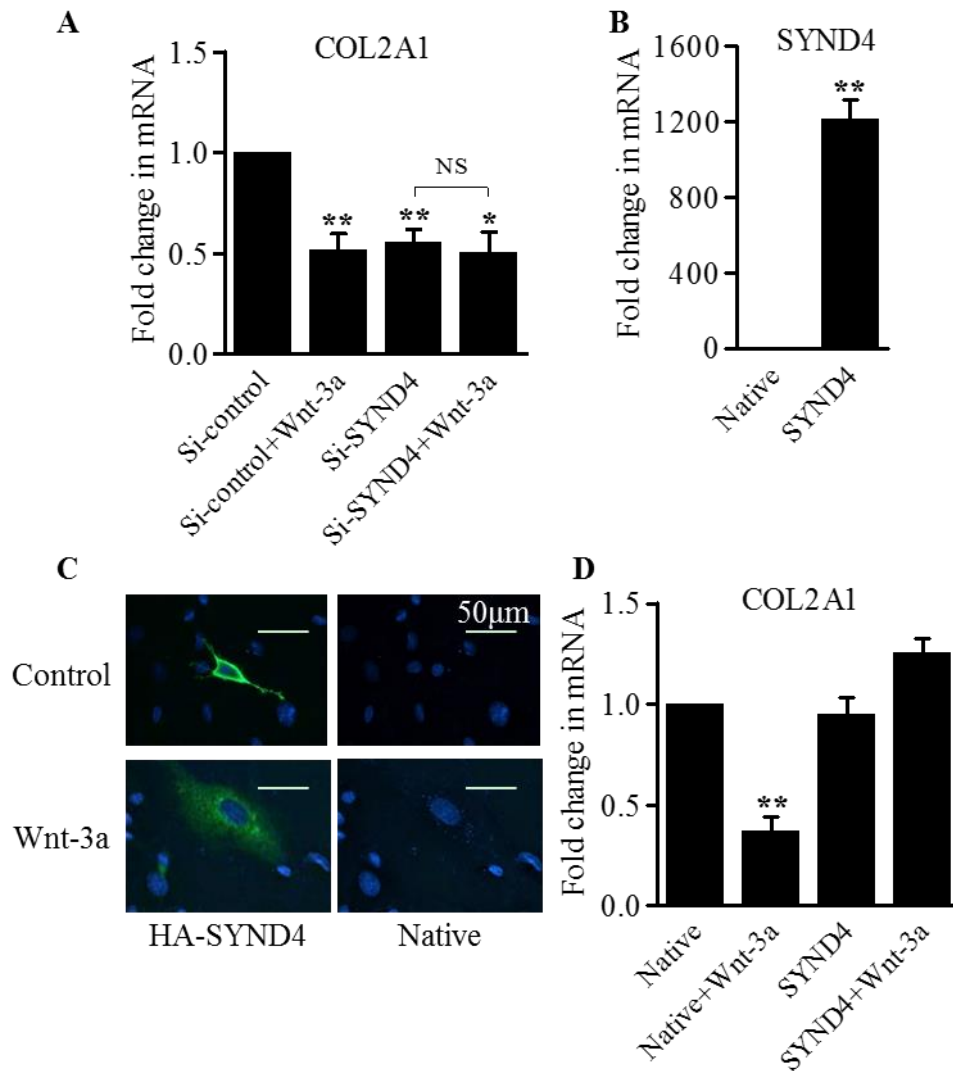 A
COL2A1
Fold change in mRNA
1.5
1.0
0.5
0.0
NS
**
**
*
Si-control
Si-control+Wnt-3a
Si-SYND4
Si-SYND4+Wnt-3a
B
SYND4
Fold change in mRNA
1600
1200
800
400
0
**
Native
SYND4
C
50μm
Control
Wnt-3a
HA-SYND4
Native
D
COL2A1
Fold change in mRNA
1.5
1.0
0.5
0.0
**
Native
Native+Wnt-3a
SYND4
SYND4+Wnt-3a